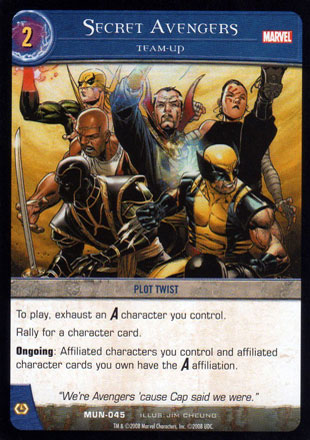 2
SECRET AVENGERS
MARVEL
TEAM-UP
PLOT TWIST
To play, exhaust an A character you control.
Rally for a character card.
Ongoing: Affiliated characters you control and affiliated
character cards you own have the A affiliation.
"We're Avengers 'cause Cap said we were."
MUN-045 ILLUS: JIM CHEUNG
TM & ©2008 Marvel Characters, Inc. ©2008 UDC.